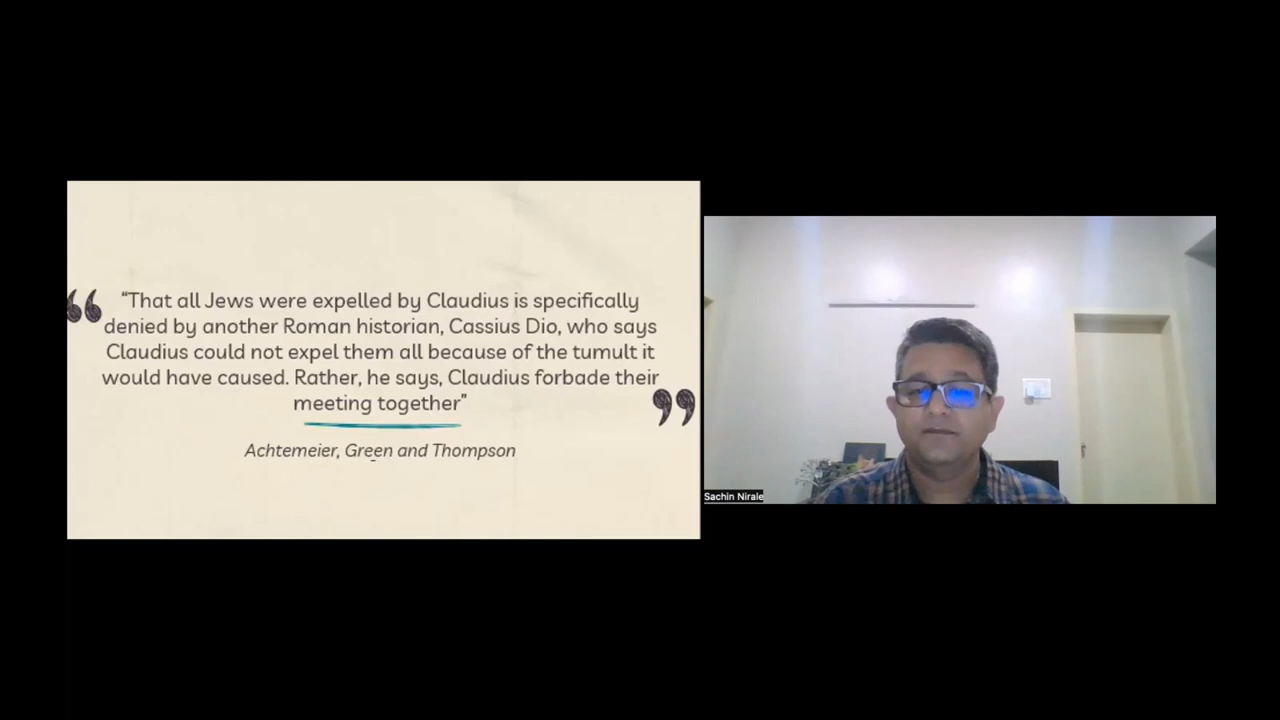 “That all Jews were expelled by Claudius is specifically
denied by another Roman historian, Cassius Dio, who says
Claudius could not expel them all because of the tumult it
would have caused. Rather, he says, Claudius forbade their
meeting together”
Achtemeier, Green and Thompson
Sachin Nirale